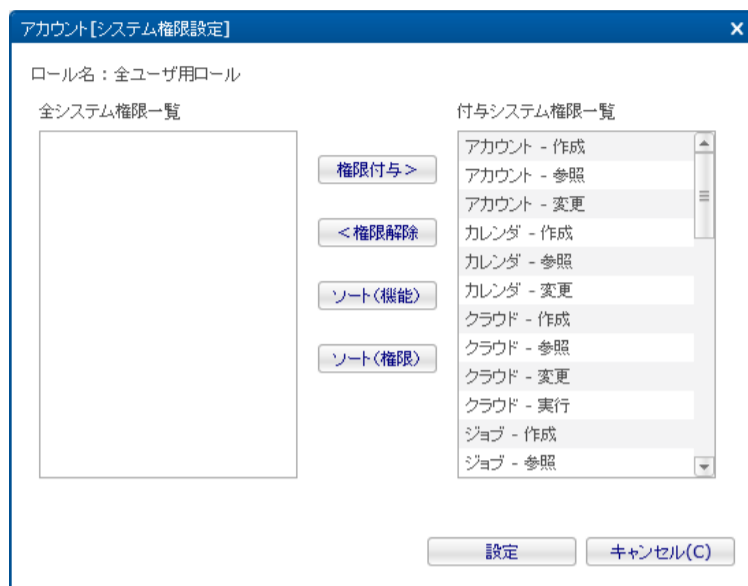 アカウント[システム権限設定]
ロール名：全ユーザ用ロール
全システム権限一覧
権限付与＞
＜権限解除
ソート(機能)
ソート(権限)
付与システム権限一覧
アカウント - 作成
アカウント - 参照
アカウント - 変更
カレンダ - 作成
カレンダ - 参照
カレンダ - 変更
クラウド - 作成
クラウド - 参照
クラウド - 変更
クラウド - 実行
ジョブ - 作成
ジョブ - 参照
設定
キャンセル(C)